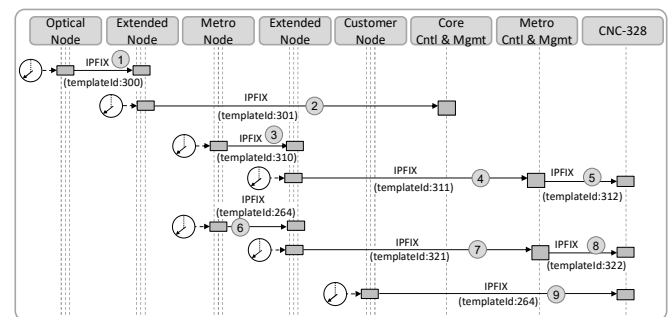 Optical Node
Extended Node
Metro Node
Extended Node
Customer Node
Core Cntl & Mgmt
Metro Cntl & Mgmt
CNC-328
IPFIX 1
(templateId:300)
IPFIX 2
(templateId:301)
IPFIX 3
(templateId:310)
IPFIX 4
(templateId:311)
IPFIX 5
(templateId:312)
IPFIX
(templateId:264)
6
IPFIX 7
(templateId:321)
IPFIX 8
(templateId:322)
IPFIX 9
(templateId:264)